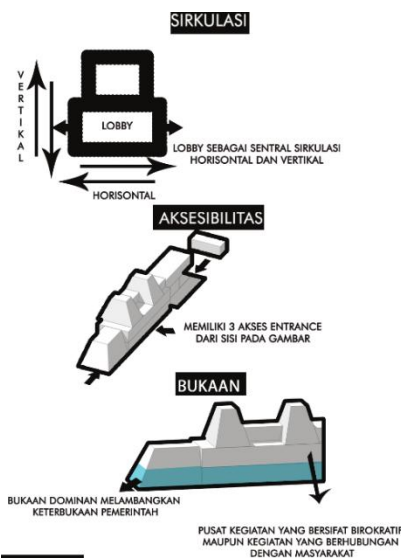 SIRKULASI
VERTIKAL
LOBBY
LOBBY SEBAGAI SENTRAL SIRKULASI
HORISONTAL DAN VERTIKAL
HORISONTAL
AKSESIBILITAS
MEMILIKI 3 AKSES ENTRANCE
DARI SISI PADA GAMBAR
BUKAAN
BUKAAN DOMINAN MELAMBANGKAN
KETERBUKAAN PEMERINTAH
PUSAT KEGIATAN YANG BERSIFAT BIROKRATIF
MAUPUN KEGIATAN YANG BERHUBUNGAN
DENGAN MASYARAKAT